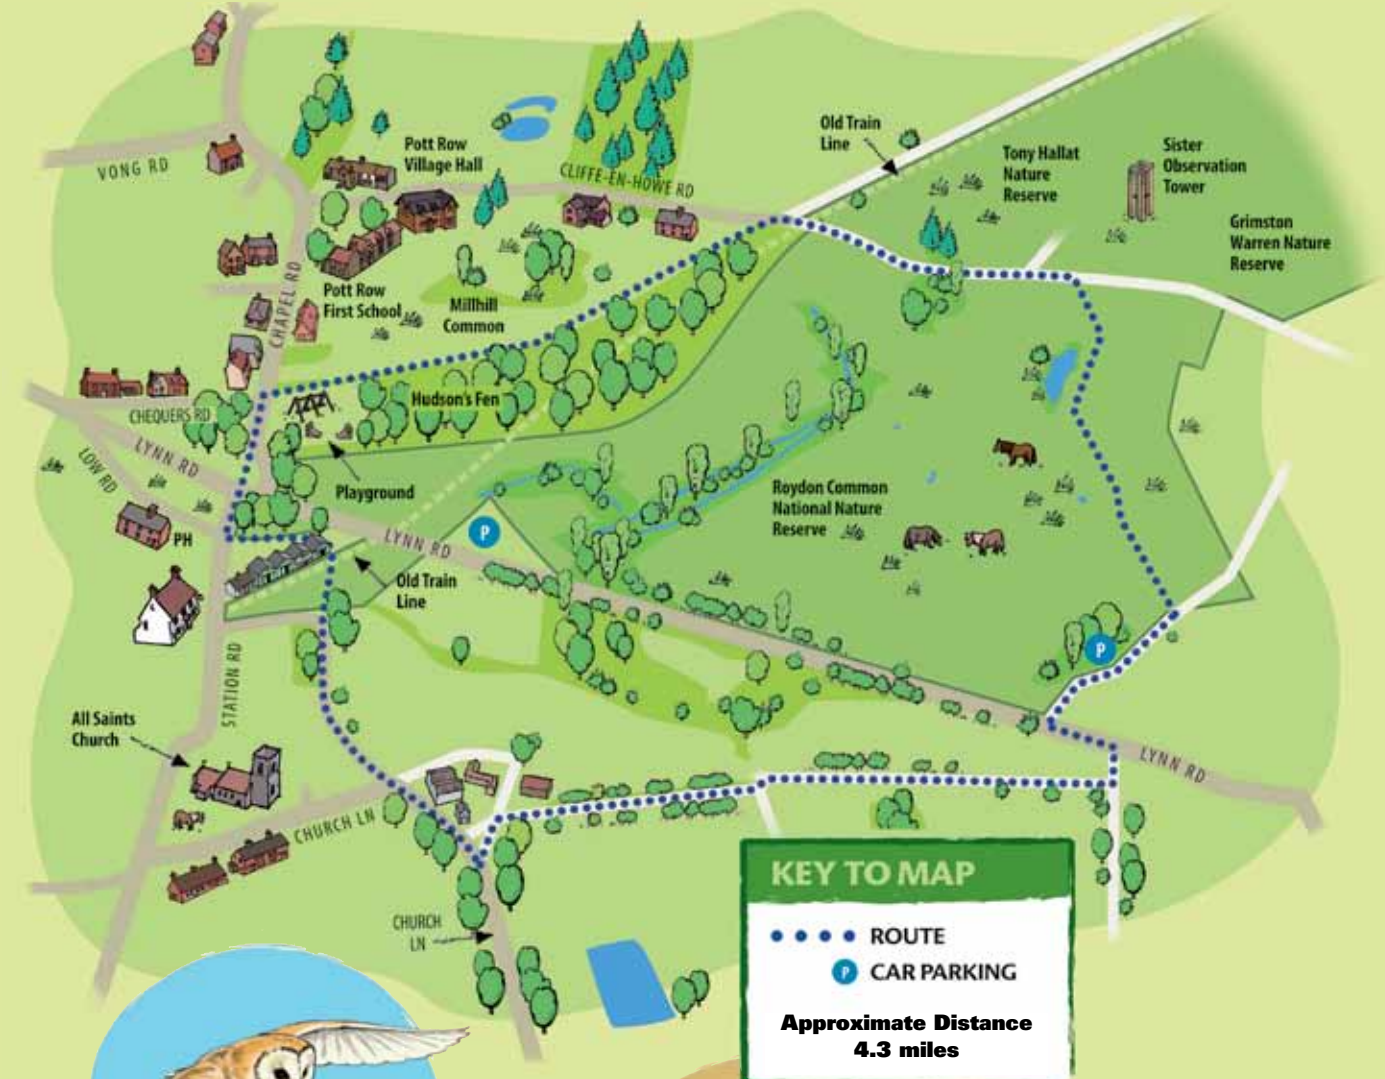 VONG RD
Pott Row
Village Hall
CLIFFE-EN-HOWE RD
Old Train
Line
Tony Hallat
Nature
Reserve
Sister
Observation
Tower
Grimston
Warren Nature
Reserve
CHAPEL RD
Pott Row
First School
Millhill
Common
CHEQUERS RD
Hudson's Fen
LYNN RD
LOW RD
Playground
PH
LYNN RD
P
Roydon Common
National Nature
Reserve
Old Train
Line
STATION RD
P
All Saints
Church
LYNN RD
CHURCH LN
CHURCH
LN
KEY TO MAP
ROUTE
P CAR PARKING
Approximate Distance
4.3 miles